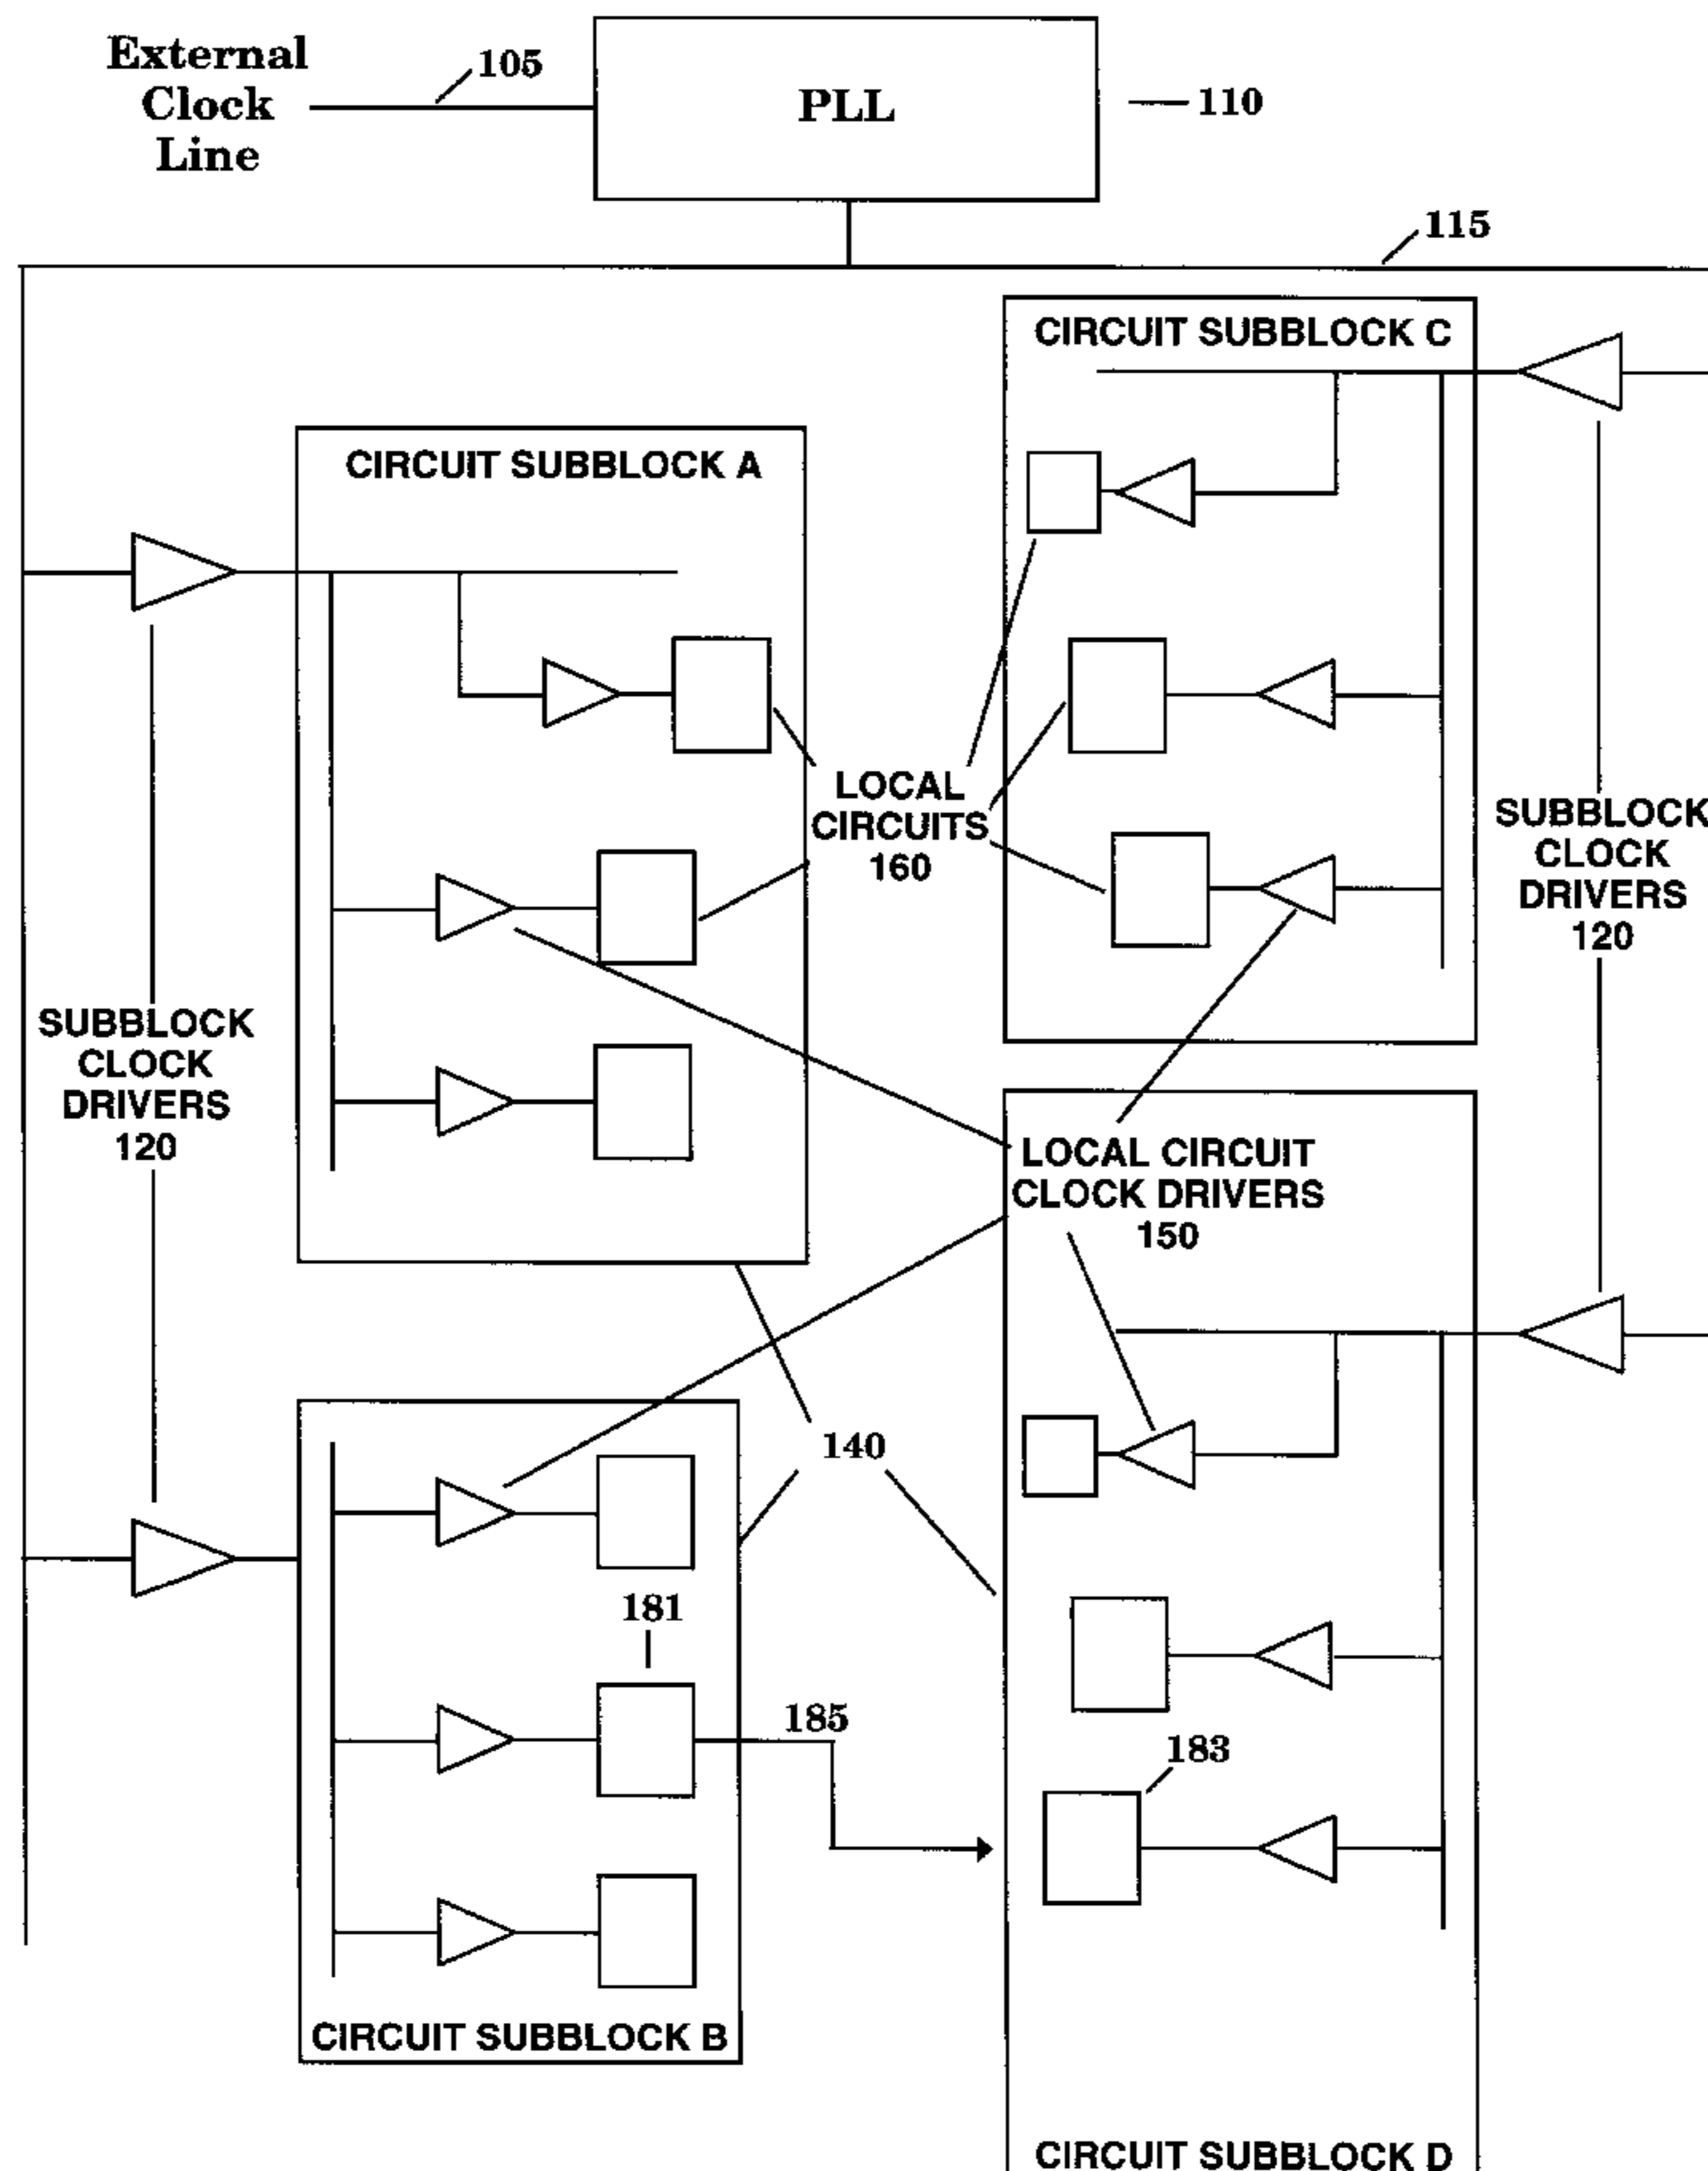 External
Clock
Line
105
PLL
110
115
CIRCUIT SUBBLOCK C
CIRCUIT SUBBLOCK A
LOCAL
CIRCUITS
160
SUBBLOCK
CLOCK
DRIVERS
120
SUBBLOCK
CLOCK
DRIVERS
120
LOCAL CIRCUIT
CLOCK DRIVERS
150
140
181
185
183
CIRCUIT SUBBLOCK B
CIRCUIT SUBBLOCK D